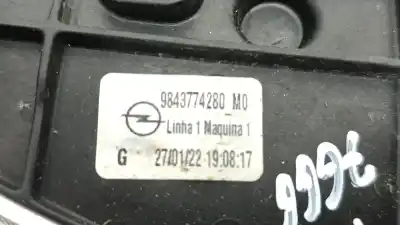 9843774280 M0
Linha 1 Maquina 1
G 27/01/22 19:08:17